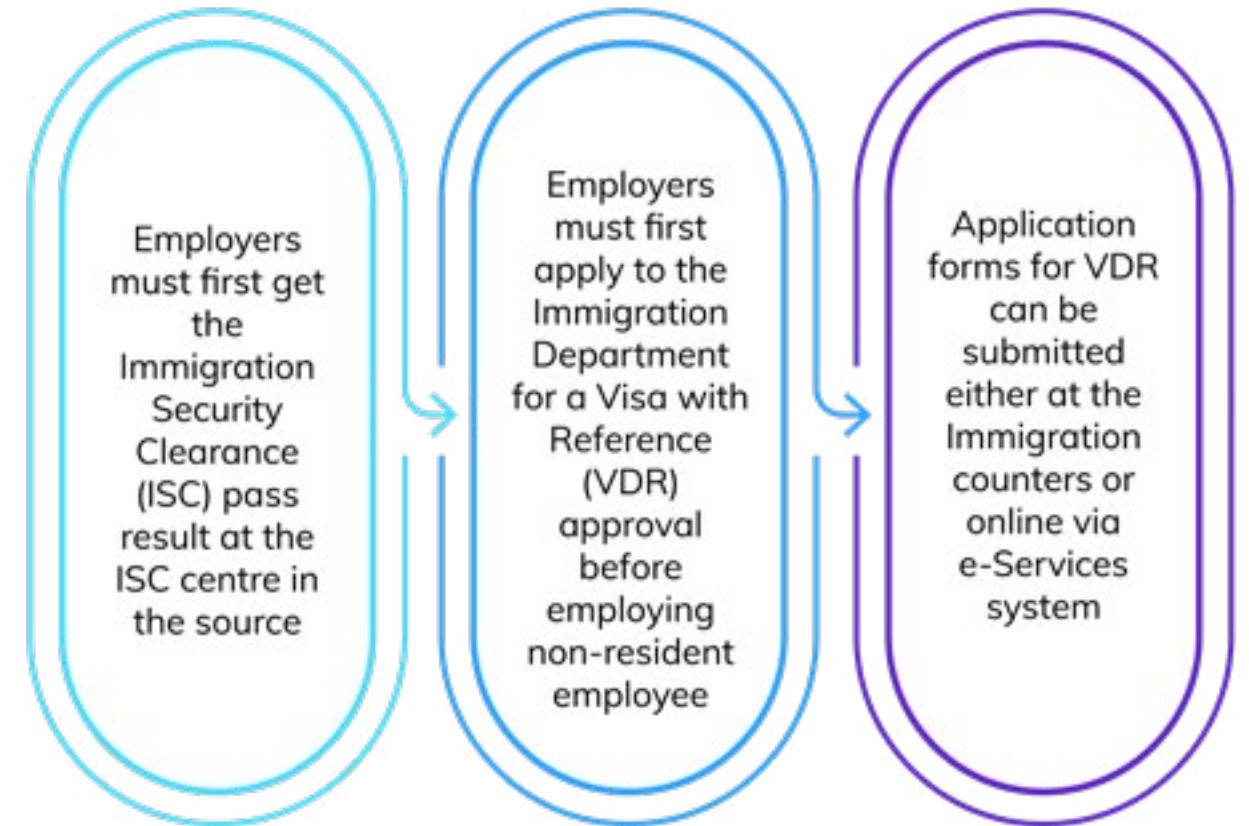 Employers
must first get
the
Immigration
Security
Clearance
(ISC) pass
result at the
ISC centre in
the source
Employers
must first
apply to the
Immigration
Department
for a Visa with
Reference
(VDR)
approval
before
employing
non-resident
employee
Application
forms for VDR
can be
submitted
either at the
Immigration
counters or
online via
e-Services
system